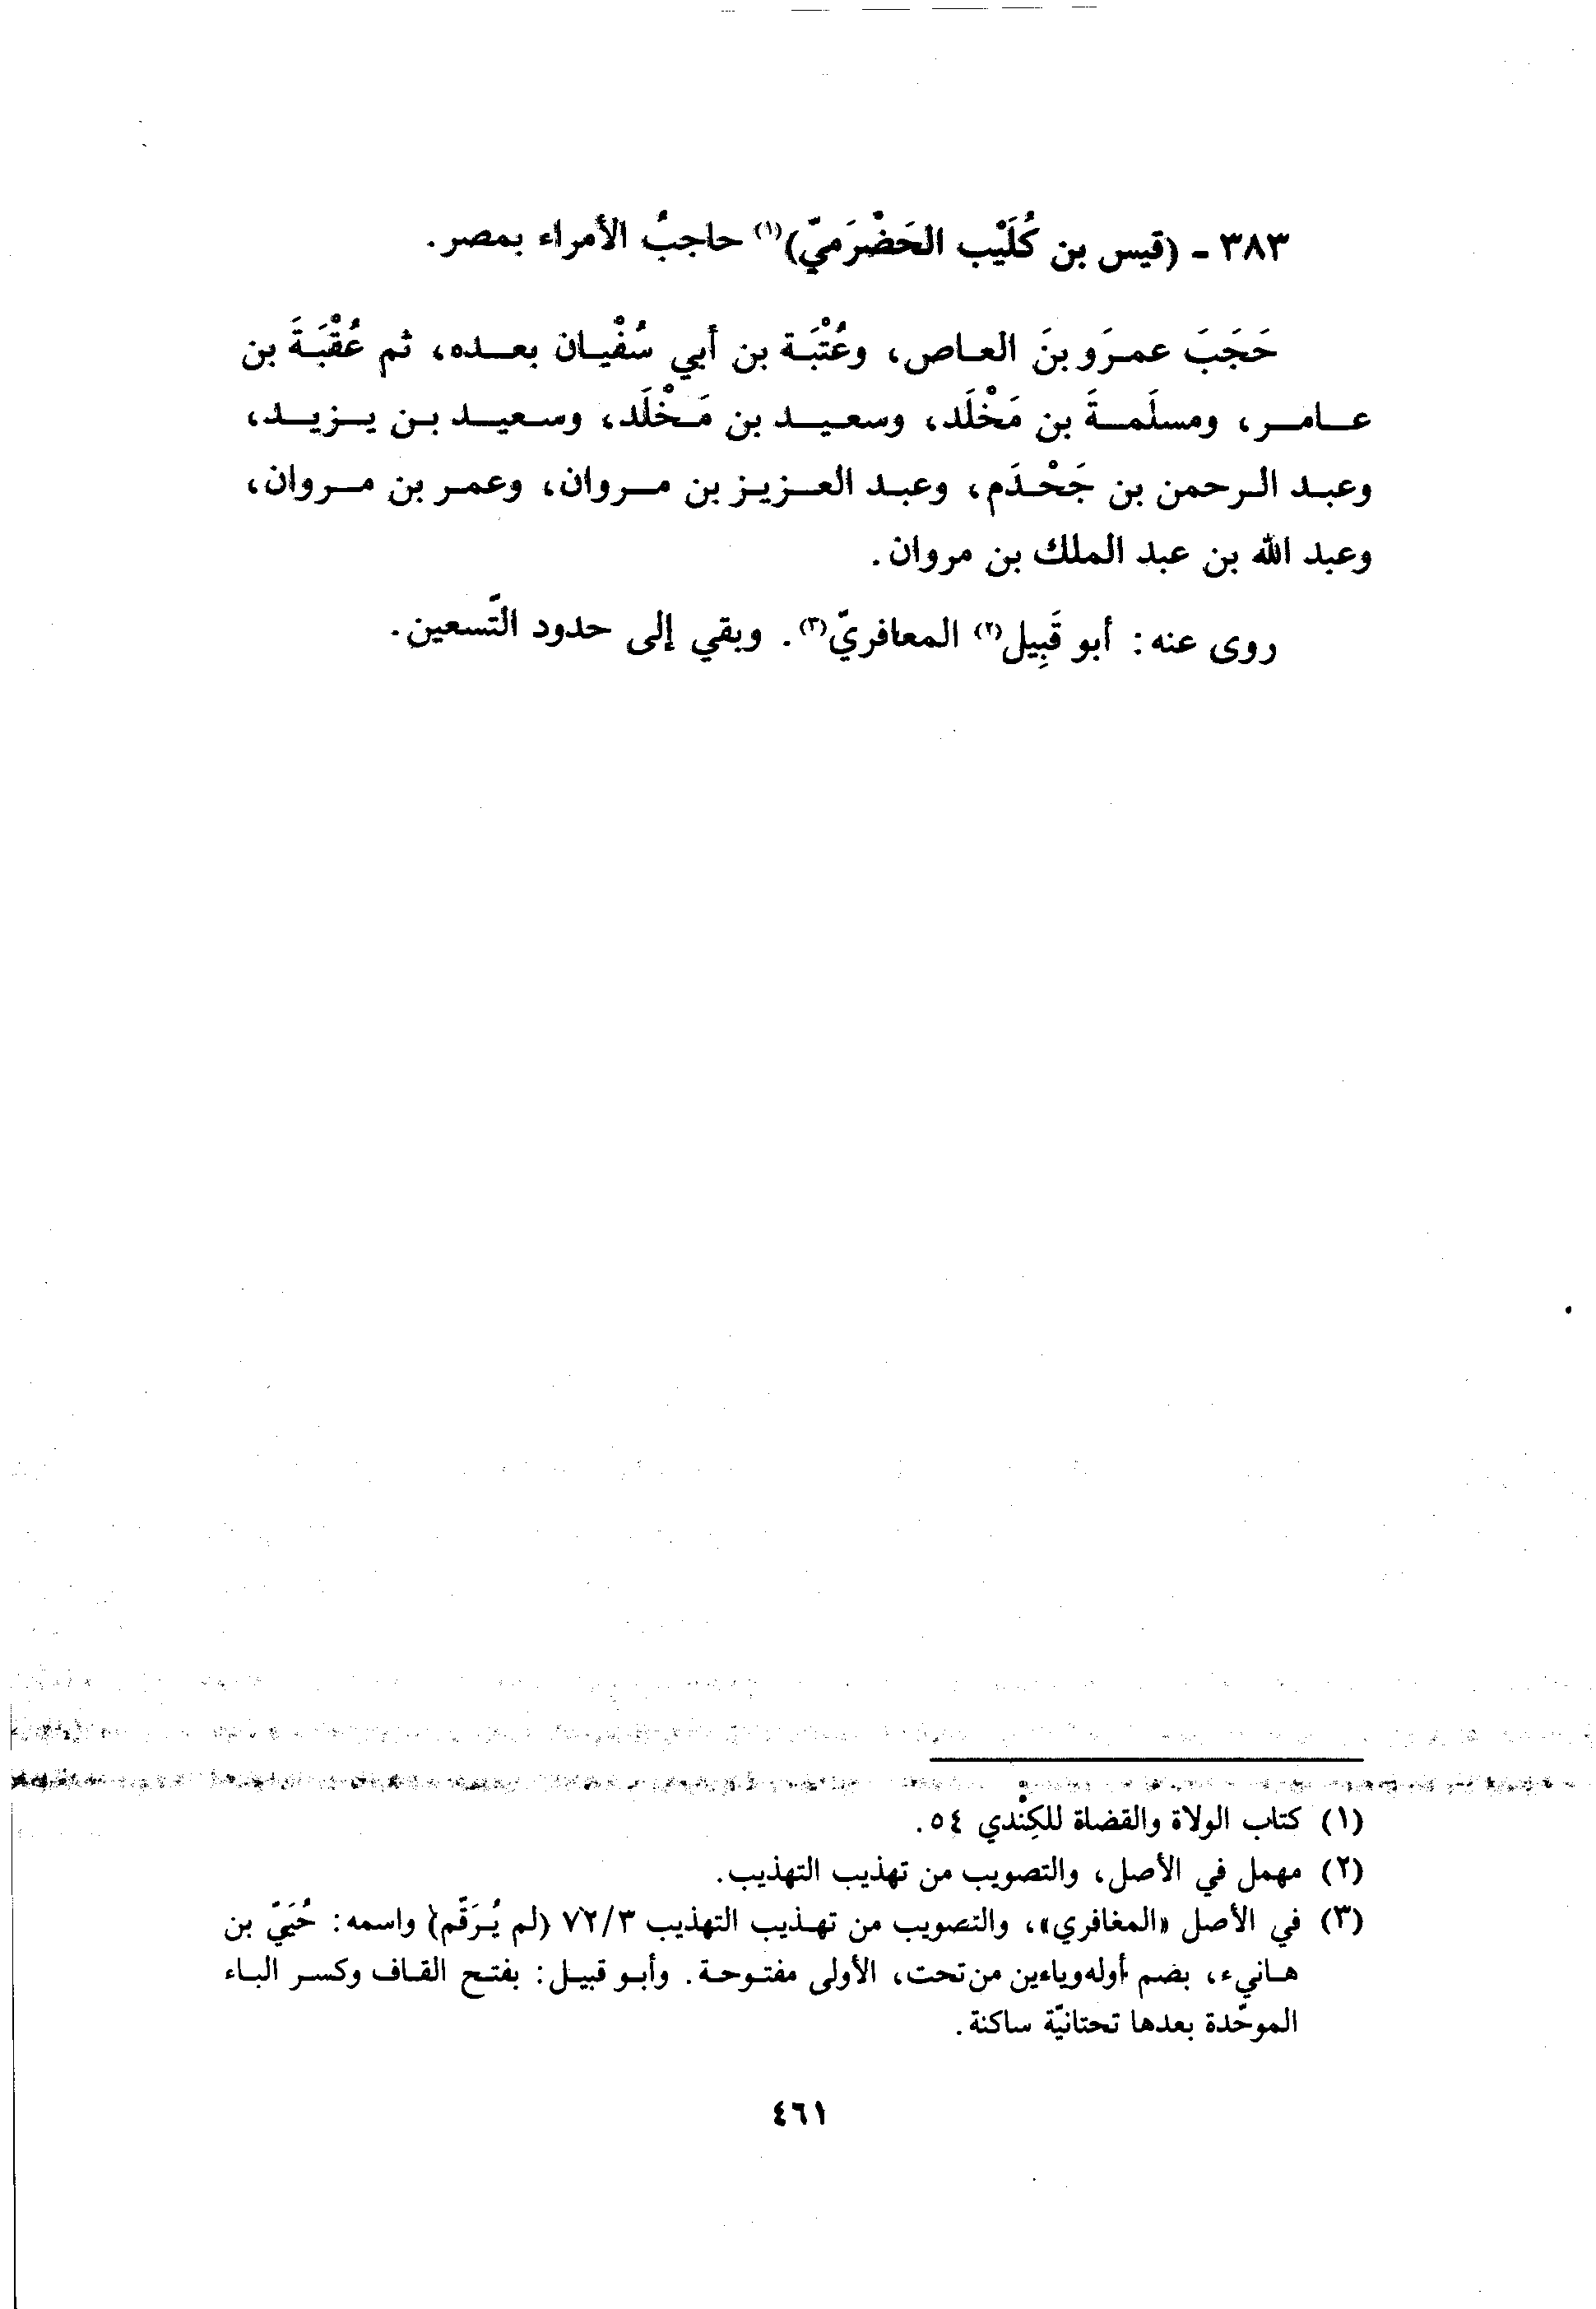 ٣٨٣ - (قيس بن كُلَيْب الحَضْرَميّ)(١) حاجبُ الأمراء بمصر.
حَجَبَ عمرَو بنَ العاص، وعُتْبَة بن أبي سُفْيان بعده، ثم عُقْبَةَ بن
عامر، ومسلَمةَ بن مَخْلَد، وسعيد بن مَخْلَد، وسعيد بن يزيد،
وعبد الرحمن بن جَحْدَم، وعبد العزيز بن مروان، وعمر بن مروان،
وعبد الله بن عبد الملك بن مروان.
روى عنه: أبو قَبِيل(٢) المعافريّ(٣). وبقي إلى حدود التّسعين.
(١) كتاب الولاة والقضاة للكِنْدي ٥٤.
(٢) مهمل في الأصل، والتصويب من تهذيب التهذيب.
(٣) في الأصل «المغافري»، والتصويب من تهذيب التهذيب ٧٢/٣ (لم يُرَقّم) واسمه: حُيَيّ بن
هانيء، بضم أوله وياءين من تحت، الأولى مفتوحة. وأبو قبيل: بفتح القاف وكسر الباء
الموحّدة بعدها تحتانيّة ساكنة.
٤٦١